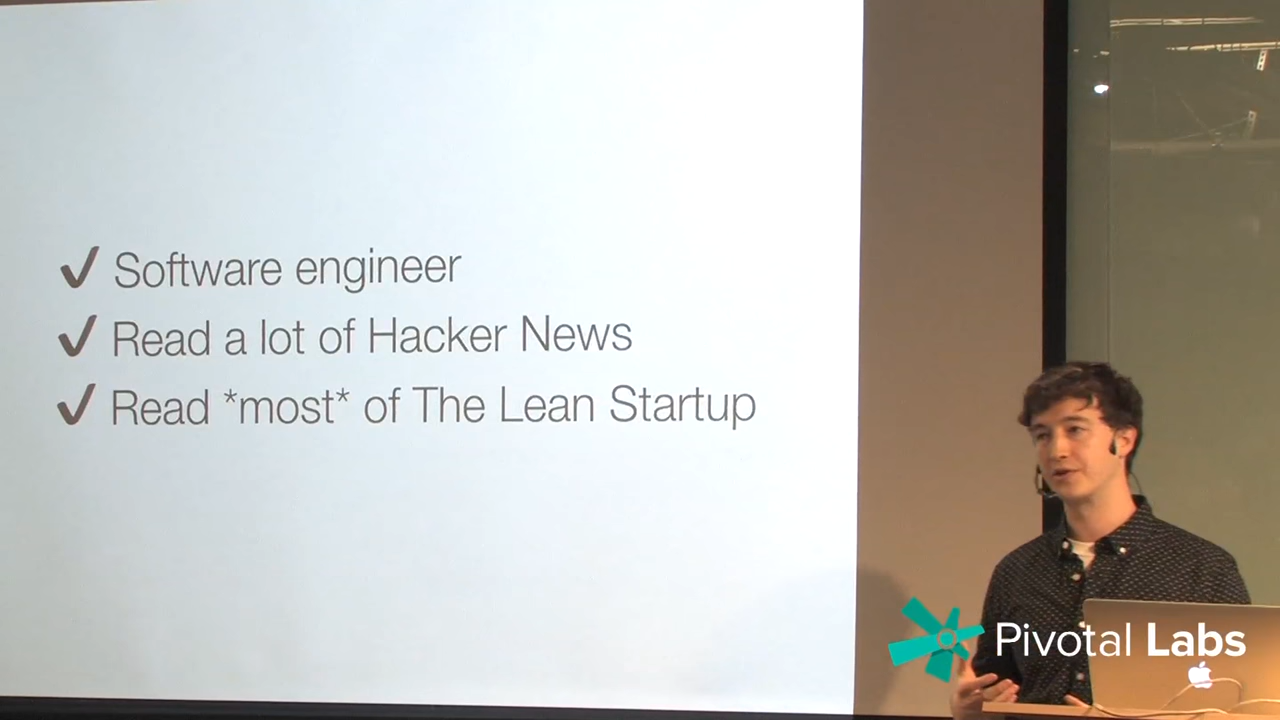 ✓ Software engineer
✓ Read a lot of Hacker News
✓ Read *most* of The Lean Startup
Pivotal Labs